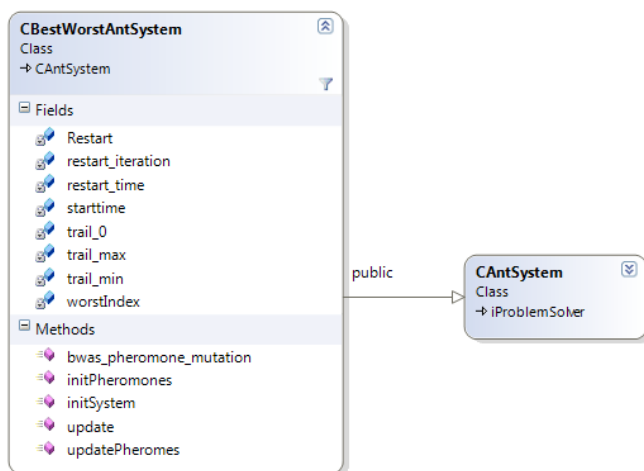 CBestWorstAntSystem
Class
CAntSystem
Fields
Restart
restart_iteration
restart_time
starttime
trail_0
trail_max
trail_min
worstIndex
Methods
bwas_pheromone_mutation
initPheromones
initSystem
update
updatePheromes
public
CAntSystem
Class
iProblemSolver